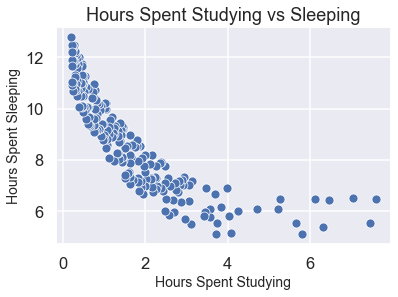 Hours Spent Studying vs Sleeping
12
10
8
6
Hours Spent Sleeping
0 2 4 6
Hours Spent Studying